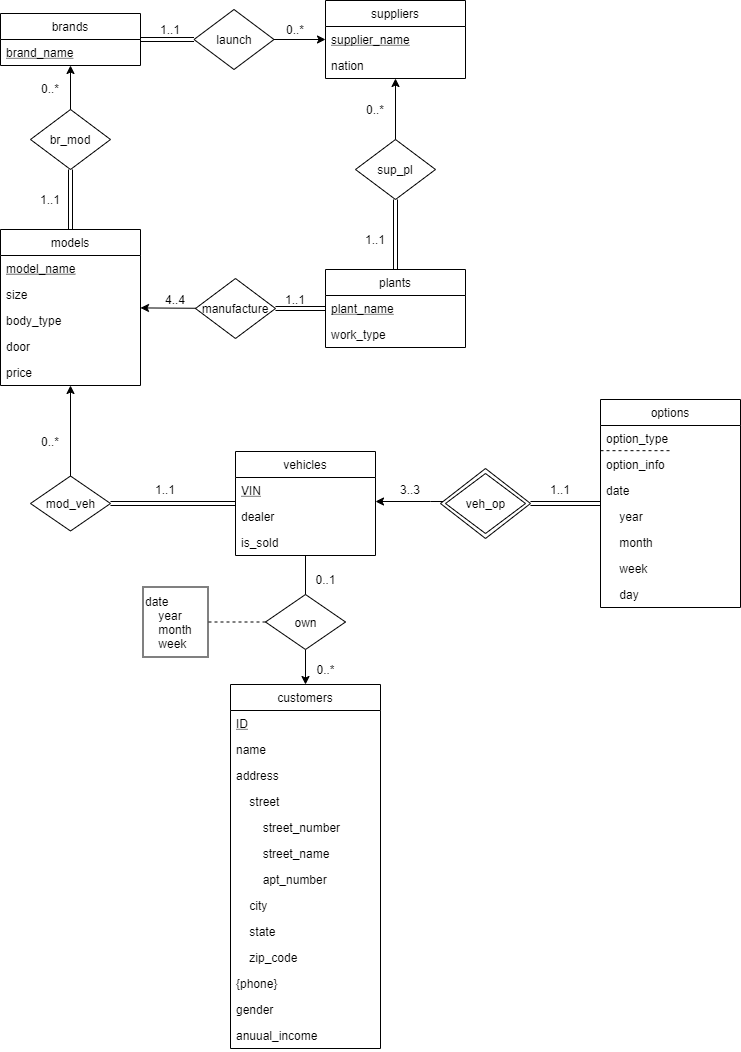 brands
brand_name
1..1
launch
0..*
suppliers
supplier_name
nation
0..*
br_mod
1..1
0..*
sup_pl
1..1
models
model_name
size
body_type
door
price
4..4
manufacture
1..1
plants
plant_name
work_type
0..*
mod_veh
1..1
vehicles
VIN
dealer
is_sold
3..3
veh_op
1..1
options
option_type
option_info
date
year
month
week
day
0..1
date
year
month
week
own
0..*
customers
ID
name
address
street
street_number
street_name
apt_number
city
state
zip_code
{phone}
gender
anuual_income